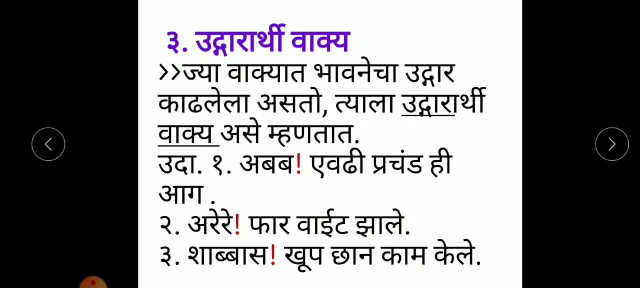 ३. उद्गारार्थी वाक्य
>>ज्या वाक्यात भावनेचा उद्गार
काढलेला असतो, त्याला उद्गारार्थी
वाक्य असे म्हणतात.
उदा. १. अबब! एवढी प्रचंड ही
आग .
२. अरेरे! फार वाईट झाले.
३. शाब्बास! खूप छान काम केले.